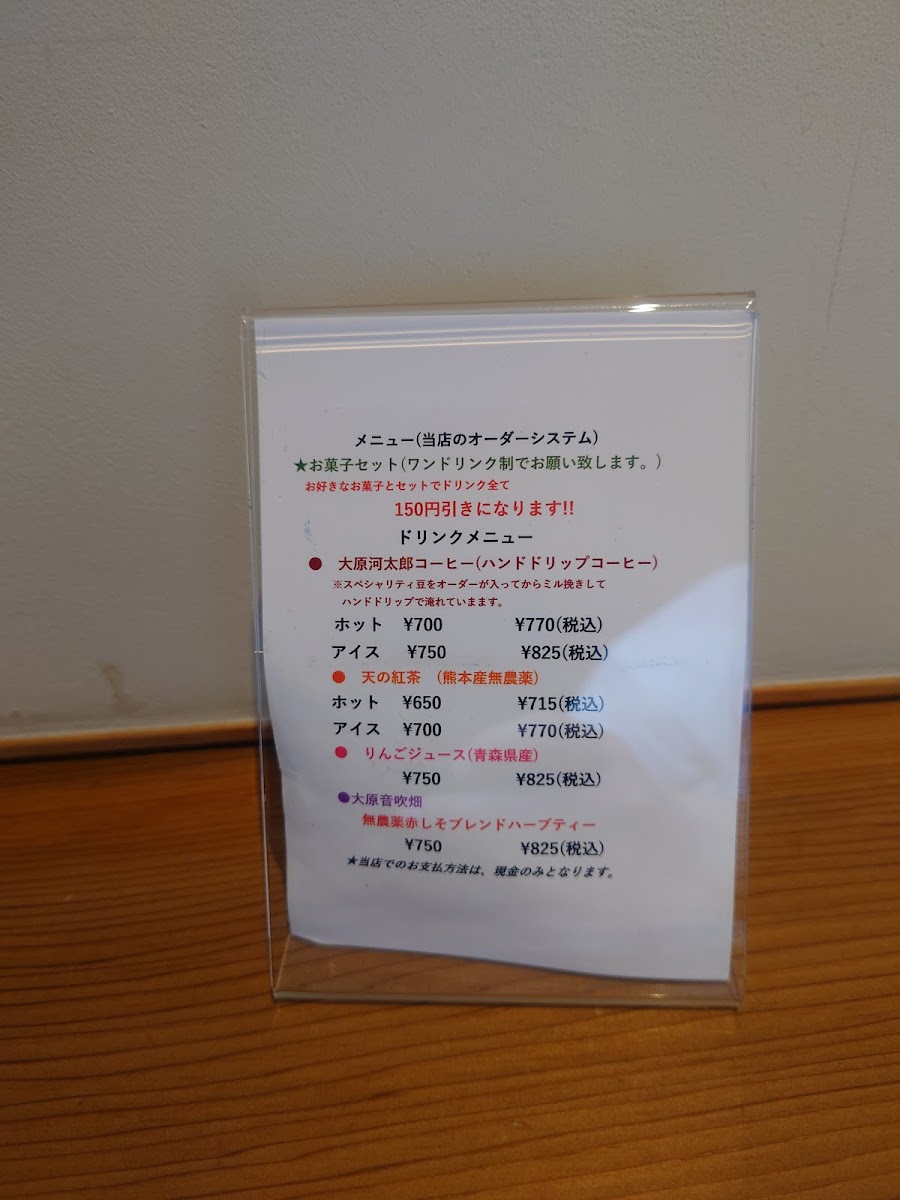 メニュー(当店のオーダーシステム)
★お菓子セット(ワンドリンク制でお願い致します。)
お好きなお菓子とセットでドリンク全て
150円引きになります!!
ドリンクメニュー
● 大原河太郎コーヒー(ハンドドリップコーヒー)
※スペシャリティ豆をオーダーが入ってからミル挽きして
ハンドドリップで淹れていまます。
ホット ¥700 ¥770(税込)
アイス ¥750 ¥825(税込)
● 天の紅茶 (熊本産無農薬)
ホット ¥650 ¥715(税込)
アイス ¥700 ¥770(税込)
● りんごジュース(青森県産)
¥750 ¥825(税込)
●大原音吹畑
無農薬赤しそブレンドハーブティー
¥750 ¥825(税込)
★当店でのお支払方法は、現金のみとなります。